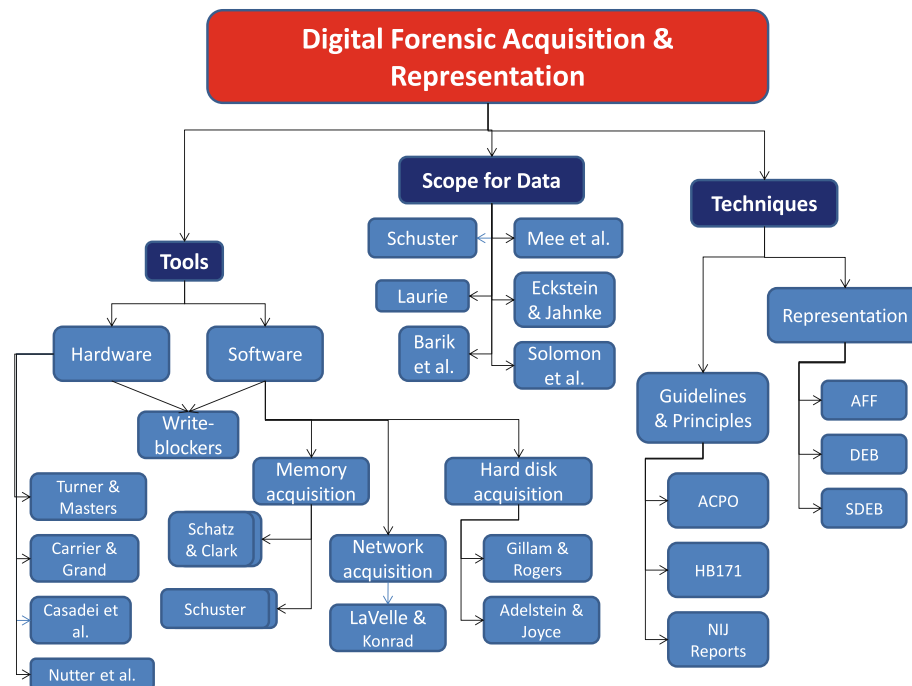 Digital Forensic Acquisition &
Representation
Scope for Data
Techniques
Tools
Schuster
Mee et al.
Laurie
Eckstein
& Jahnke
Barik
et al.
Solomon
et al.
Hardware
Software
Write-
blockers
Representation
Guidelines
& Principles
AFF
DEB
SDEB
Memory
acquisition
Hard disk
acquisition
Turner &
Masters
Carrier &
Grand
Casadei et
al.
Nutter et al.
Schatz
& Clark
Schuster
Network
acquisition
LaVelle &
Konrad
Gillam &
Rogers
Adelstein &
Joyce
ACPO
HB171
NIJ
Reports